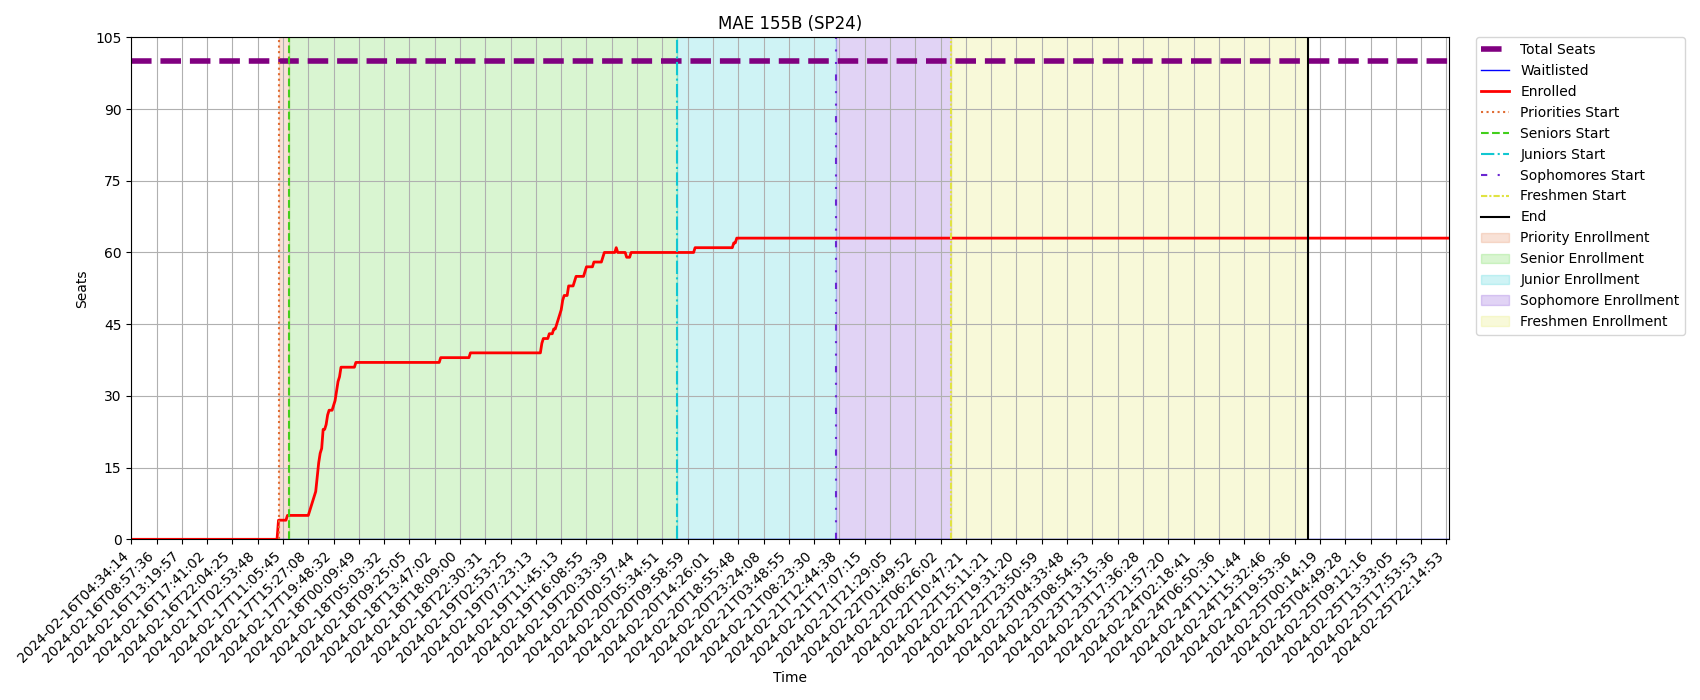 MAE 155B (SP24)
105
90
75
60
45
30
15
0
Seats
2024-02-16T04:34:14
2024-02-16T08:57:36
2024-02-16T13:19:57
2024-02-16T17:41:02
2024-02-16T22:04:25
2024-02-17T02:53:48
2024-02-17T11:05:45
2024-02-17T15:27:08
2024-02-17T19:48:32
2024-02-18T00:09:49
2024-02-18T05:03:32
2024-02-18T09:25:05
2024-02-18T13:47:02
2024-02-18T18:09:00
2024-02-18T22:30:31
2024-02-19T02:53:25
2024-02-19T07:23:13
2024-02-19T11:45:13
2024-02-19T16:08:55
2024-02-19T20:33:39
2024-02-20T00:57:44
2024-02-20T05:34:51
2024-02-20T09:58:59
2024-02-20T14:26:01
2024-02-20T18:55:48
2024-02-20T23:24:08
2024-02-21T03:48:55
2024-02-21T08:23:30
2024-02-21T12:44:38
2024-02-21T17:07:15
2024-02-21T21:29:05
2024-02-22T01:49:52
2024-02-22T06:26:02
2024-02-22T10:47:21
2024-02-22T15:11:21
2024-02-22T19:31:20
2024-02-22T23:50:59
2024-02-23T04:33:48
2024-02-23T08:54:53
2024-02-23T13:15:36
2024-02-23T17:36:28
2024-02-23T21:57:20
2024-02-24T02:18:41
2024-02-24T06:50:36
2024-02-24T11:11:44
2024-02-24T15:32:46
2024-02-24T19:53:36
2024-02-25T00:14:19
2024-02-25T04:49:28
2024-02-25T09:12:16
2024-02-25T13:33:05
2024-02-25T17:53:53
2024-02-25T22:14:53
Time
Total Seats
Waitlisted
Enrolled
Priorities Start
Seniors Start
Juniors Start
Sophomores Start
Freshmen Start
End
Priority Enrollment
Senior Enrollment
Junior Enrollment
Sophomore Enrollment
Freshmen Enrollment